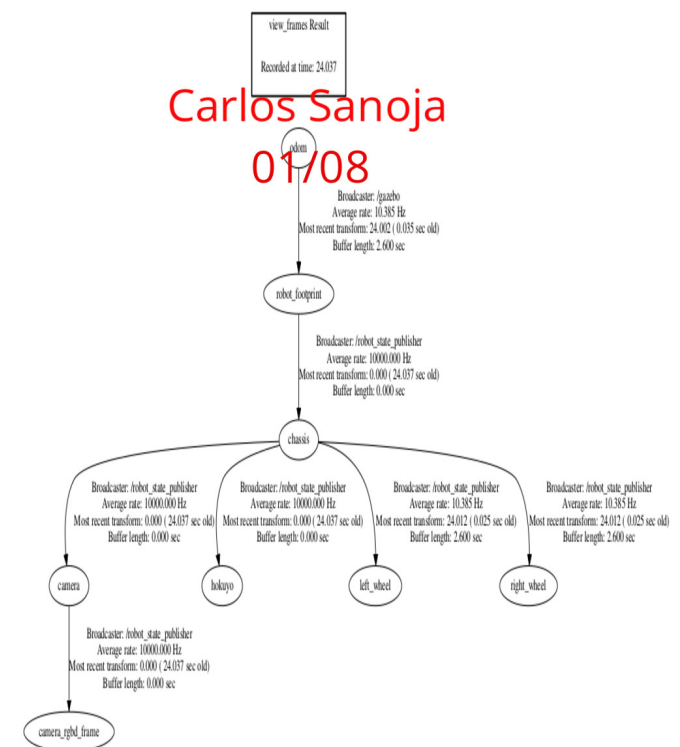 view_frames Result
Recorded at time: 24.037
Carlos Sanoja
odom
01/08
Broadcaster: /gazebo
Average rate: 10.385 Hz
Most recent transform: 24.002 ( 0.035 sec old)
Buffer length: 2.600 sec
robot_footprint
Broadcaster: /robot_state_publisher
Average rate: 10000.000 Hz
Most recent transform: 0.000 ( 24.037 sec old)
Buffer length: 0.000 sec
chassis
Broadcaster: /robot_state_publisher
Average rate: 10000.000 Hz
Most recent transform: 0.000 ( 24.037 sec old)
Buffer length: 0.000 sec
Broadcaster: /robot_state_publisher
Average rate: 10000.000 Hz
Most recent transform: 0.000 ( 24.037 sec old)
Buffer length: 0.000 sec
Broadcaster: /robot_state_publisher
Average rate: 10.385 Hz
Most recent transform: 24.012 ( 0.025 sec old)
Buffer length: 2.600 sec
Broadcaster: /robot_state_publisher
Average rate: 10.385 Hz
Most recent transform: 24.012 ( 0.025 sec old)
Buffer length: 2.600 sec
camera
hokuyo
left_wheel
right_wheel
Broadcaster: /robot_state_publisher
Average rate: 10000.000 Hz
Most recent transform: 0.000 ( 24.037 sec old)
Buffer length: 0.000 sec
camera_rgbd_frame